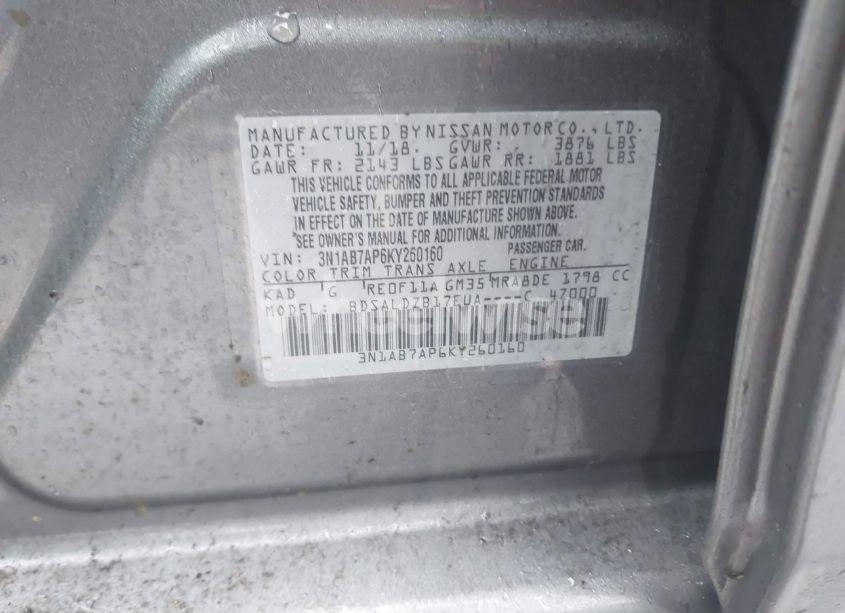 MANUFACTURED BY NISSAN MOTOR CO., LTD.
DATE: 11/18. GVWR: 3876 LBS
GAWR FR: 2143 LBS GAWR RR: 1881 LBS
THIS VEHICLE CONFORMS TO ALL APPLICABLE FEDERAL MOTOR
VEHICLE SAFETY, BUMPER AND THEFT PREVENTION STANDARDS
IN EFFECT ON THE DATE OF MANUFACTURE SHOWN ABOVE.
*SEE OWNER'S MANUAL FOR ADDITIONAL INFORMATION.
VIN: 3N1AB7AP6KY260160 PASSENGER CAR.
COLOR TRIM TRANS AXLE ENGINE
KAD G RE0F11A GM35 MRA8DE 1798 CC
MODEL: BDSALDZB17EUA----C 47000
3N1AB7AP6KY260160